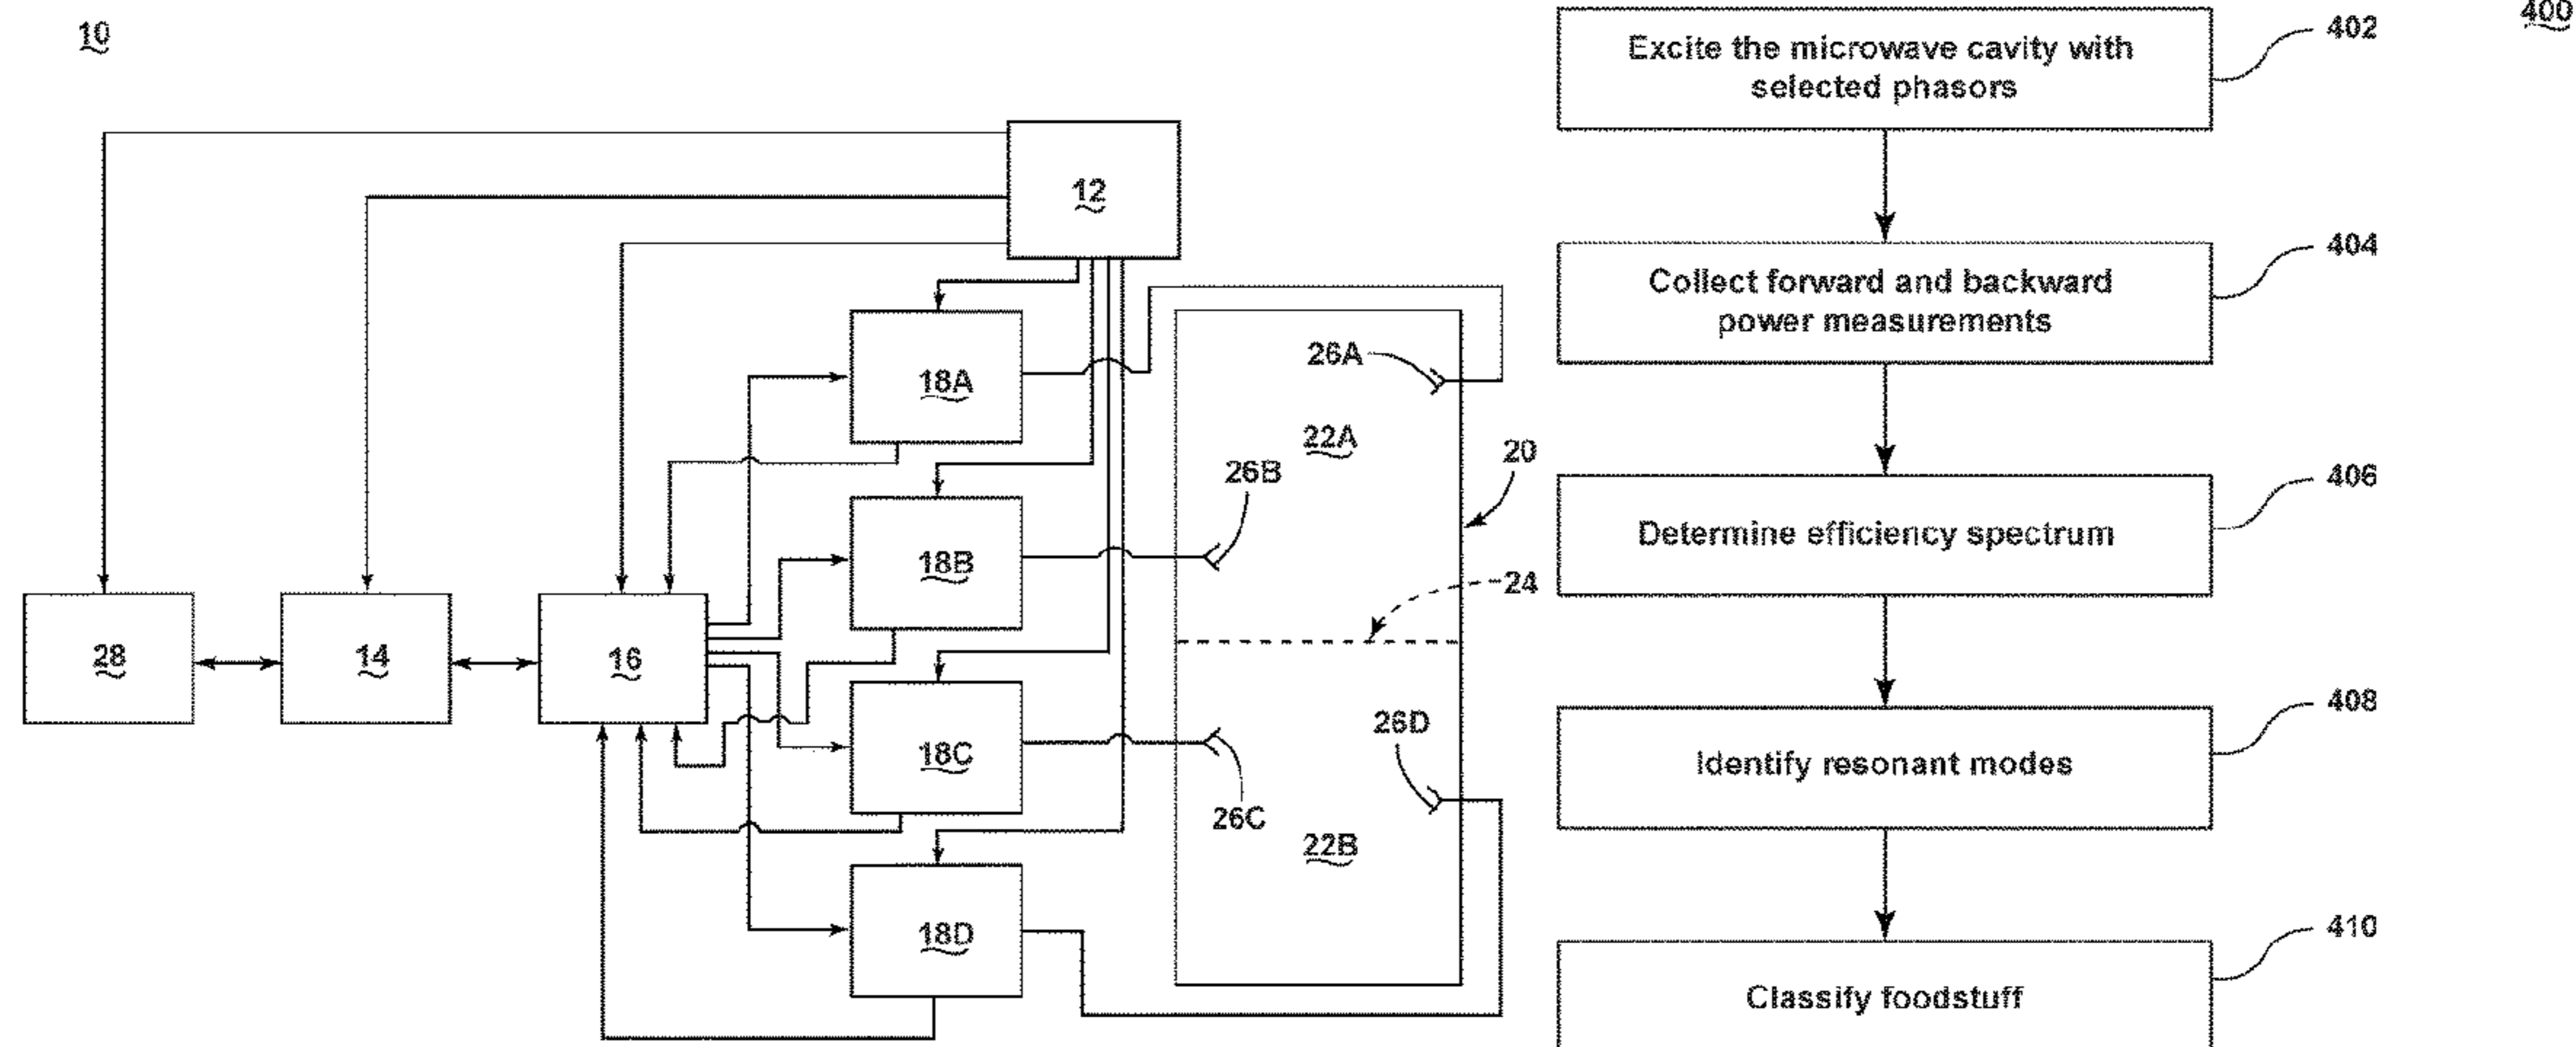 10
12
18A
18B
18C
18D
28
14
16
26A
22A
26B
20
24
26D
26C
22B
400
Excite the microwave cavity with
selected phasors
402
Collect forward and backward
power measurements
404
Determine efficiency spectrum
406
Identify resonant modes
408
Classify foodstuff
410